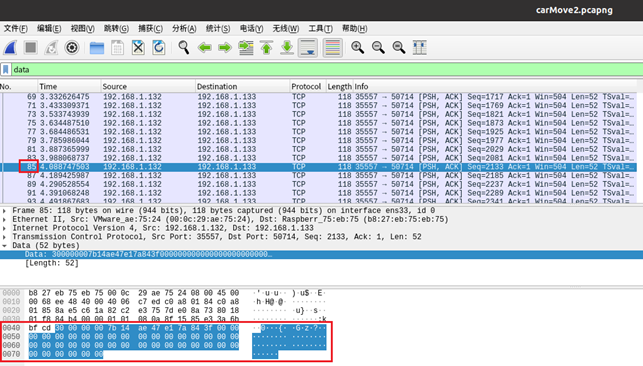 carMove2.pcapng
文件(F) 编辑(E) 视图(V) 跳转(G) 捕获(C) 分析(A) 统计(S) 电话(Y) 无线(W) 工具(T) 帮助(H)
data
No. Time Source Destination Protocol Length Info
69 3.332626475 192.168.1.132 192.168.1.133 TCP 118 35557 → 50714 [PSH, ACK] Seq=1717 Ack=1 Win=504 Len=52 TSval=
71 3.433309371 192.168.1.132 192.168.1.133 TCP 118 35557 → 50714 [PSH, ACK] Seq=1769 Ack=1 Win=504 Len=52 TSval=
73 3.533743939 192.168.1.132 192.168.1.133 TCP 118 35557 → 50714 [PSH, ACK] Seq=1821 Ack=1 Win=504 Len=52 TSval=
75 3.634487510 192.168.1.132 192.168.1.133 TCP 118 35557 → 50714 [PSH, ACK] Seq=1873 Ack=1 Win=504 Len=52 TSval=
77 3.684486531 192.168.1.132 192.168.1.133 TCP 118 35557 → 50714 [PSH, ACK] Seq=1925 Ack=1 Win=504 Len=52 TSval=
79 3.785986044 192.168.1.132 192.168.1.133 TCP 118 35557 → 50714 [PSH, ACK] Seq=1977 Ack=1 Win=504 Len=52 TSval=
81 3.887365999 192.168.1.132 192.168.1.133 TCP 118 35557 → 50714 [PSH, ACK] Seq=2029 Ack=1 Win=504 Len=52 TSval=
83 3.988068377 192.168.1.132 192.168.1.133 TCP 118 35557 → 50714 [PSH, ACK] Seq=2081 Ack=1 Win=504 Len=52 TSval=
85 4.088747503 192.168.1.132 192.168.1.133 TCP 118 35557 → 50714 [PSH, ACK] Seq=2133 Ack=1 Win=504 Len=52 TSval=
87 4.189425987 192.168.1.132 192.168.1.133 TCP 118 35557 → 50714 [PSH, ACK] Seq=2185 Ack=1 Win=504 Len=52 TSval=
89 4.290528554 192.168.1.132 192.168.1.133 TCP 118 35557 → 50714 [PSH, ACK] Seq=2237 Ack=1 Win=504 Len=52 TSval=
91 4.391068248 192.168.1.132 192.168.1.133 TCP 118 35557 → 50714 [PSH, ACK] Seq=2289 Ack=1 Win=504 Len=52 TSval=
93 4.491867683 192.168.1.132 192.168.1.133 TCP 118 35557 → 50714 [PSH, ACK] Seq=2341 Ack=1 Win=504 Len=52 TSval=
Frame 85: 118 bytes on wire (944 bits), 118 bytes captured (944 bits) on interface ens33, id 0
Ethernet II, Src: VMware_ae:75:24 (00:0c:29:ae:75:24), Dst: Raspberr_75:eb:75 (b8:27:eb:75:eb:75)
Internet Protocol Version 4, Src: 192.168.1.132, Dst: 192.168.1.133
Transmission Control Protocol, Src Port: 35557, Dst Port: 50714, Seq: 2133, Ack: 1, Len: 52
Data (52 bytes)
Data: 300000007b14ae47e17a843f000000000000000000000000…
[Length: 52]
0000 b8 27 eb 75 eb 75 00 0c 29 ae 75 24 08 00 45 00 ·'·u·u·· )·u$··E·
0010 00 68 ee 48 40 00 40 06 c7 ed c0 a8 01 84 c0 a8 ·h·H@·@· ········
0020 01 85 8a e5 c6 1a 82 c2 e3 75 7d 0e 8a 73 80 18 ········ ·u}··s··
0030 01 f8 84 b4 00 00 01 01 08 0a 8f 15 85 e3 3a 6b ········ ······:k
0040 bf cd 30 00 00 00 7b 14 ae 47 e1 7a 84 3f 00 00 ··0···{· ·G·z·?··
0050 00 00 00 00 00 00 00 00 00 00 00 00 00 00 00 00 ········ ········
0060 00 00 00 00 00 00 00 00 00 00 00 00 00 00 00 00 ········ ········
0070 00 00 00 00 00 00 ······